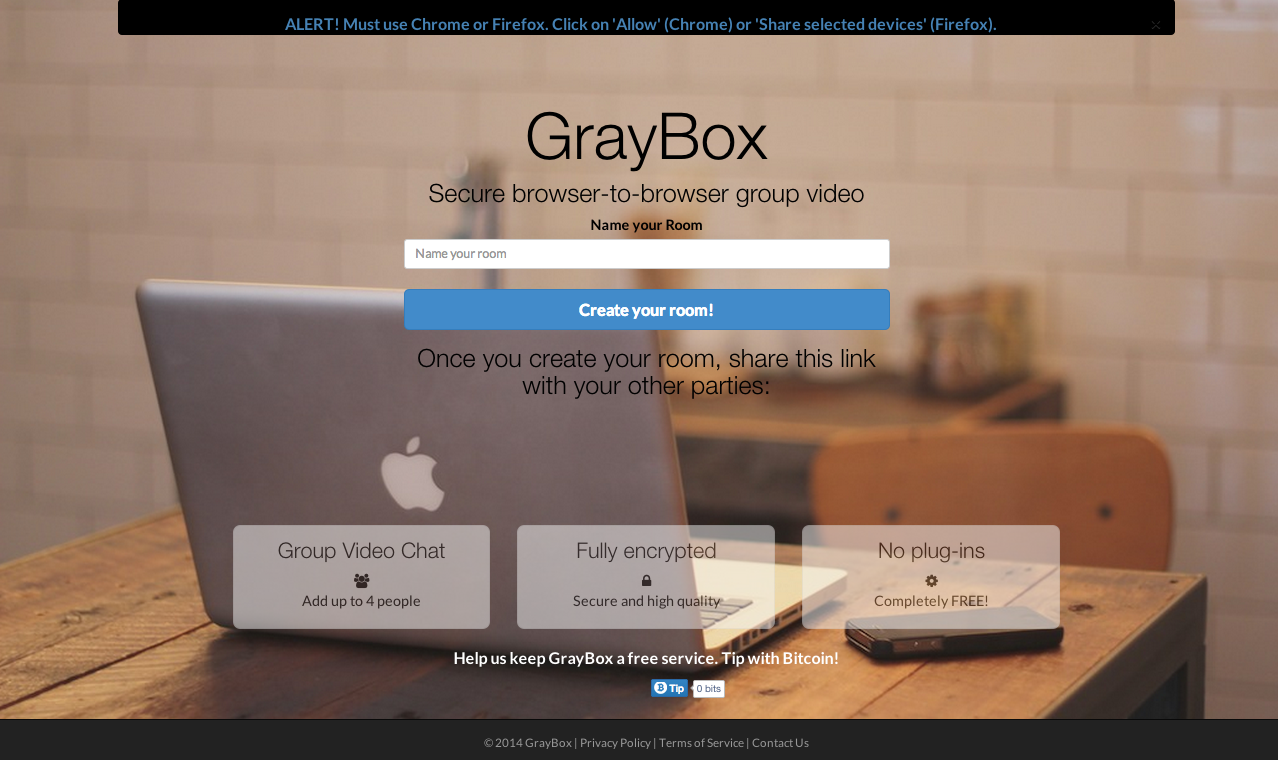 ALERT! Must use Chrome or Firefox. Click on 'Allow' (Chrome) or 'Share selected devices' (Firefox).
×
GrayBox
Secure browser-to-browser group video
Name your Room
Name your room
Create your room!
Once you create your room, share this link
with your other parties:
Group Video Chat
Add up to 4 people
Fully encrypted
Secure and high quality
No plug-ins
Completely FREE!
Help us keep GrayBox a free service. Tip with Bitcoin!
Tip 0 bits
© 2014 GrayBox | Privacy Policy | Terms of Service | Contact Us